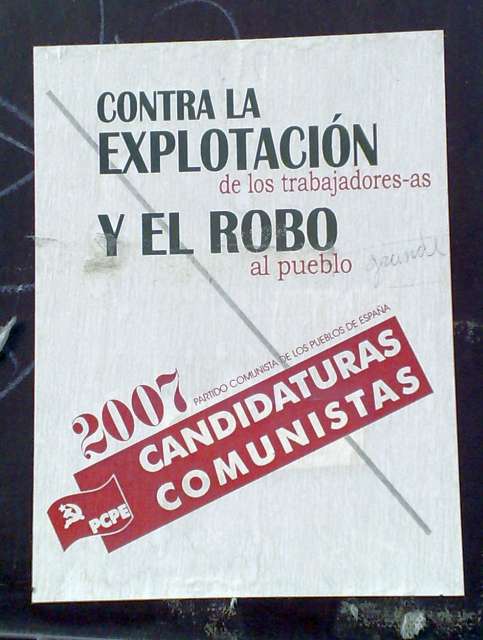 CONTRA LA
EXPLOTACIÓN
de los trabajadores-as
Y EL ROBO
al pueblo
2007
PARTIDO COMUNISTA DE LOS PUEBLOS DE ESPAÑA
CANDIDATURAS
COMUNISTAS
PCPE